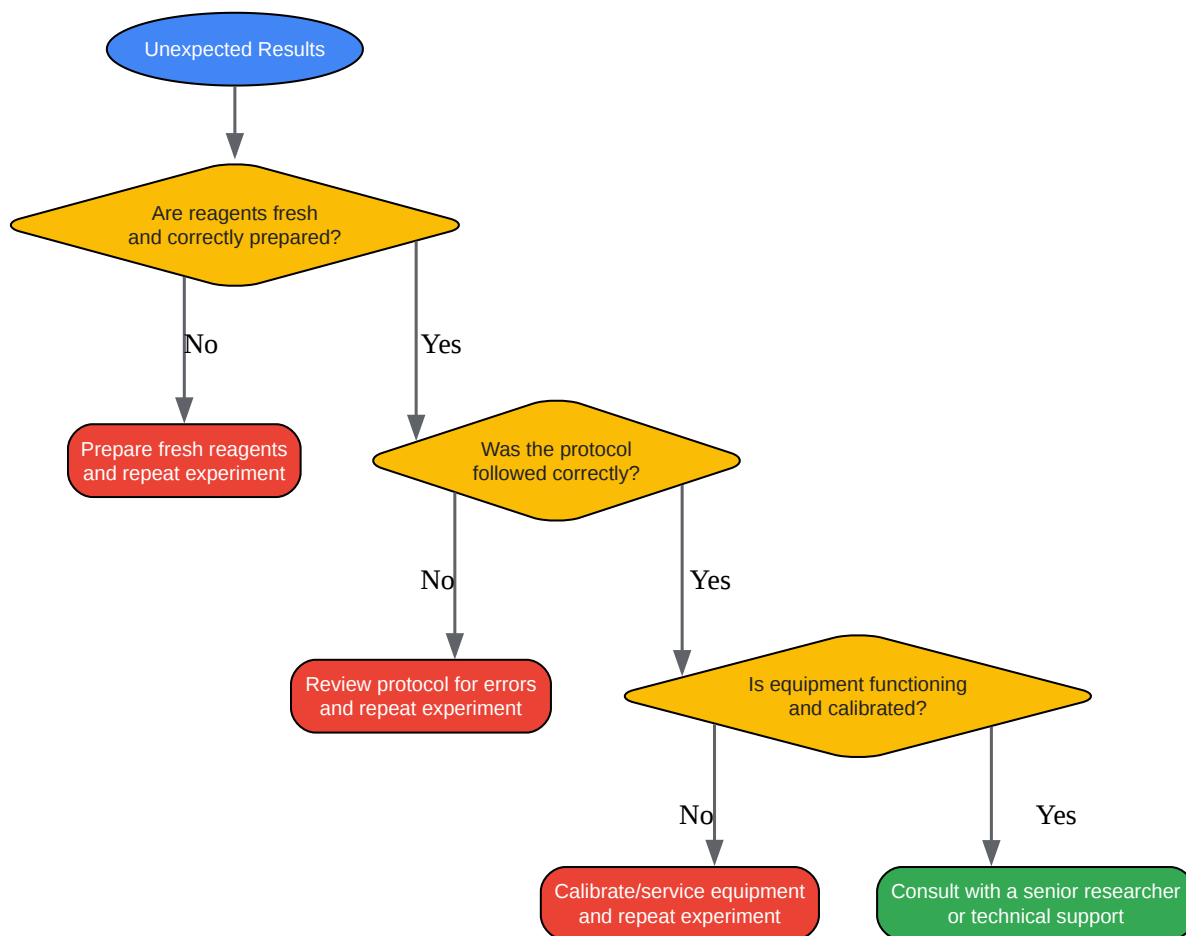 Unexpected Results
Are reagents fresh
and correctly prepared?
No
Yes
Prepare fresh reagents
and repeat experiment
Was the protocol
followed correctly?
No
Yes
Review protocol for errors
and repeat experiment
Is equipment functioning
and calibrated?
No
Yes
Calibrate/service equipment
and repeat experiment
Consult with a senior researcher
or technical support